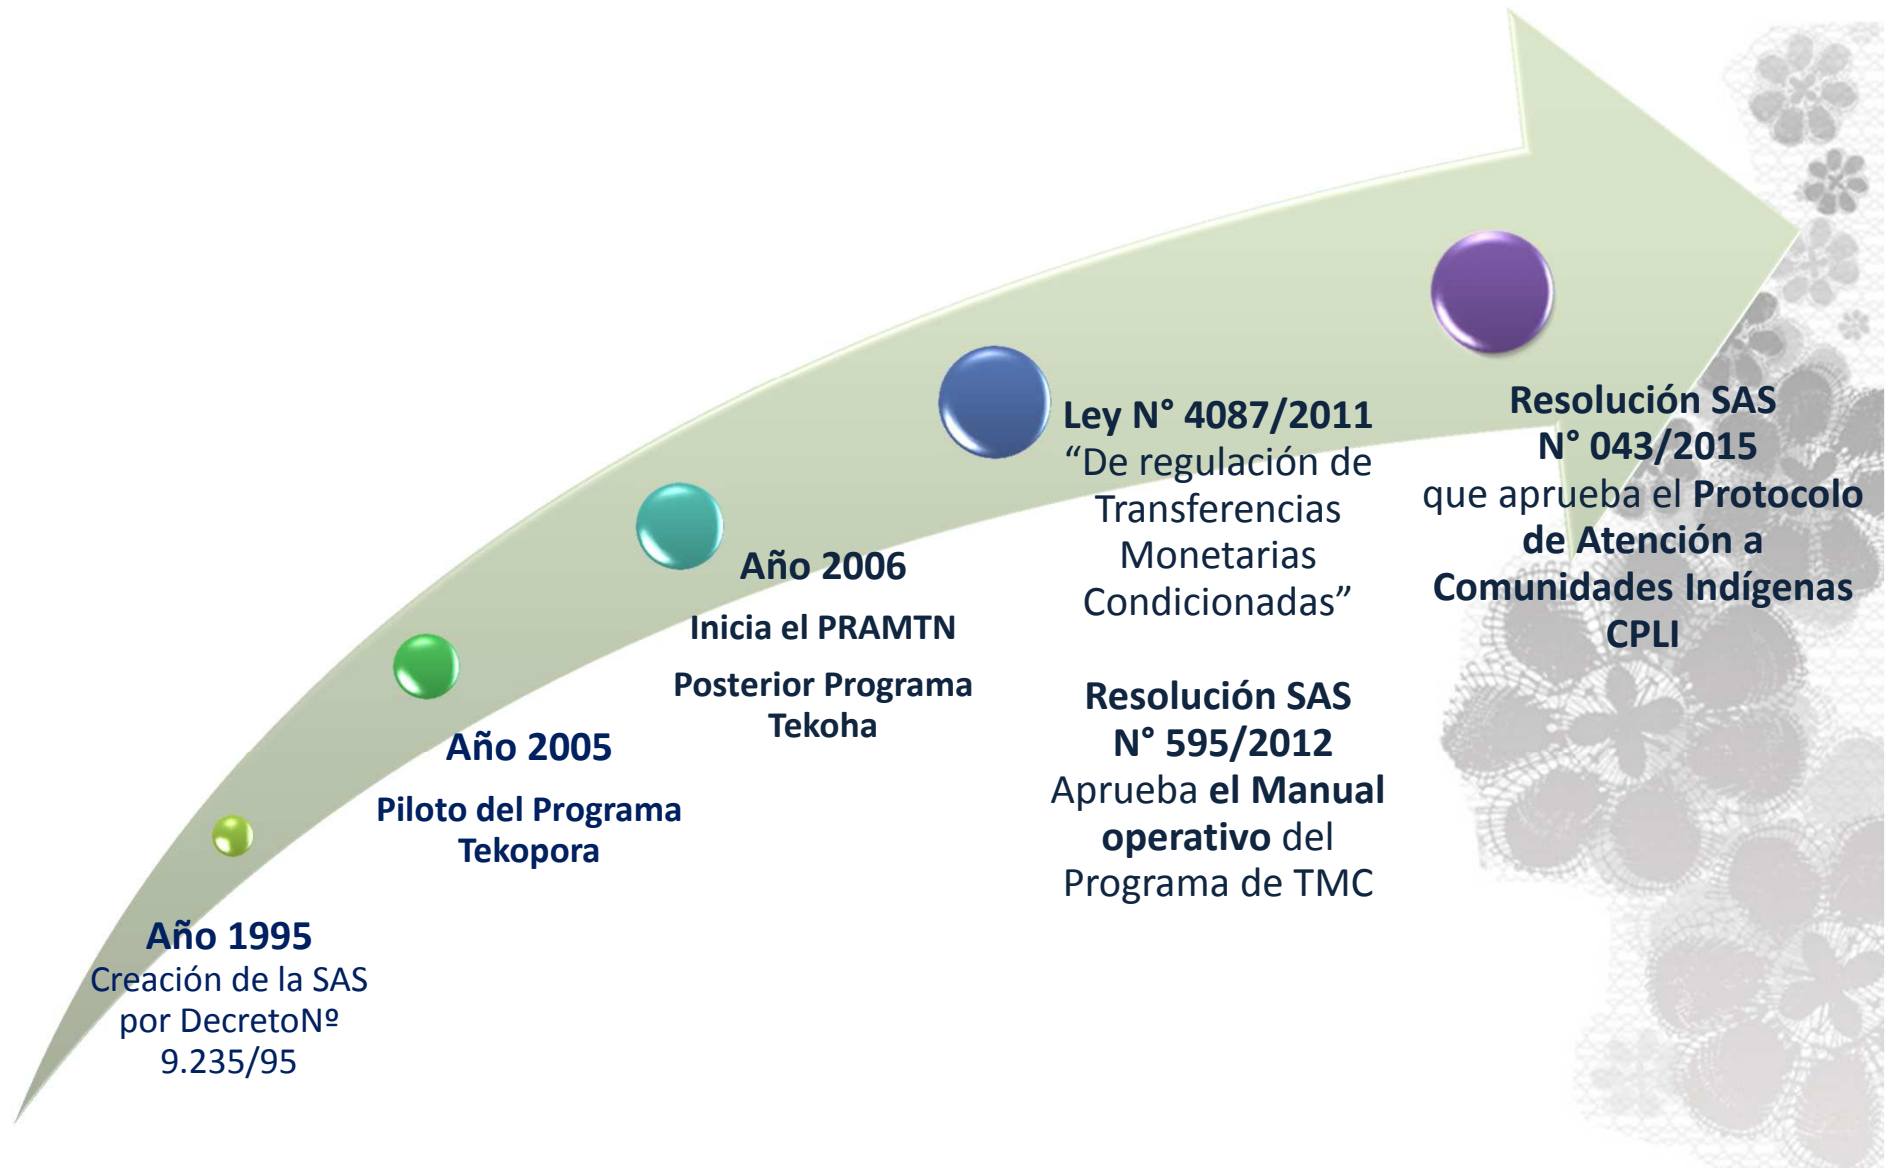 Año 1995
Creación de la SAS
por DecretoNº
9.235/95
Año 2005
Piloto del Programa
Tekopora
Año 2006
Inicia el PRAMTN
Posterior Programa
Tekoha
Ley N° 4087/2011
“De regulación de
Transferencias
Monetarias
Condicionadas”
Resolución SAS
N° 595/2012
Aprueba el Manual
operativo del
Programa de TMC
Resolución SAS
N° 043/2015
que aprueba el Protocolo
de Atención a
Comunidades Indígenas
CPLI